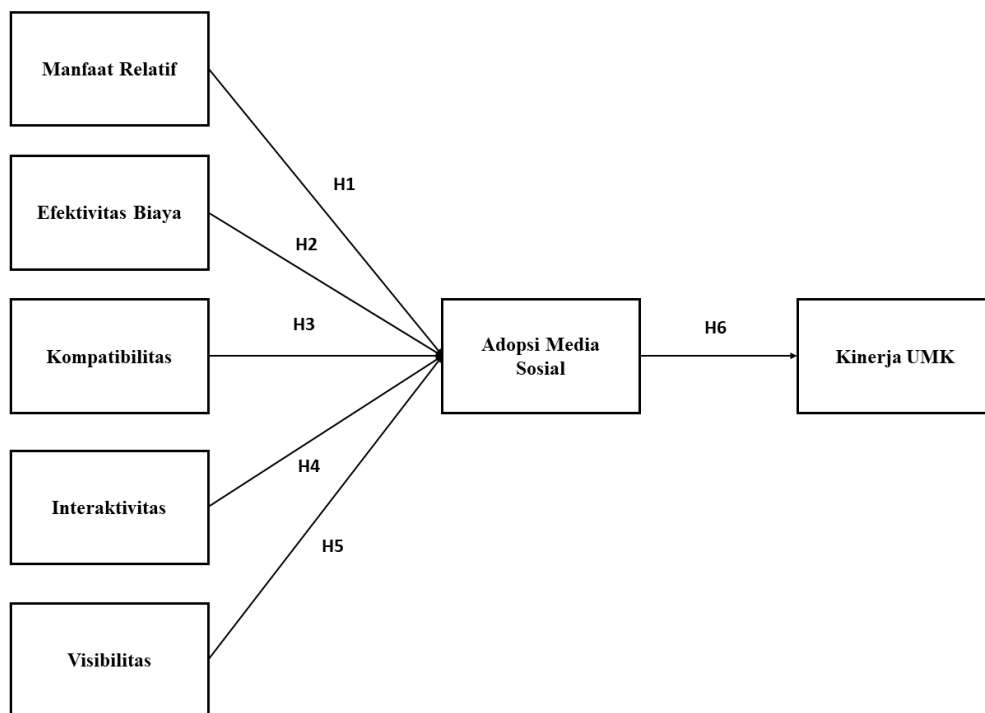 Manfaat Relatif
H1
Efektivitas Biaya
H2
Kompatibilitas
H3
Adopsi Media
Sosial
H6
Kinerja UMK
Interaktivitas
H4
H5
Visibilitas